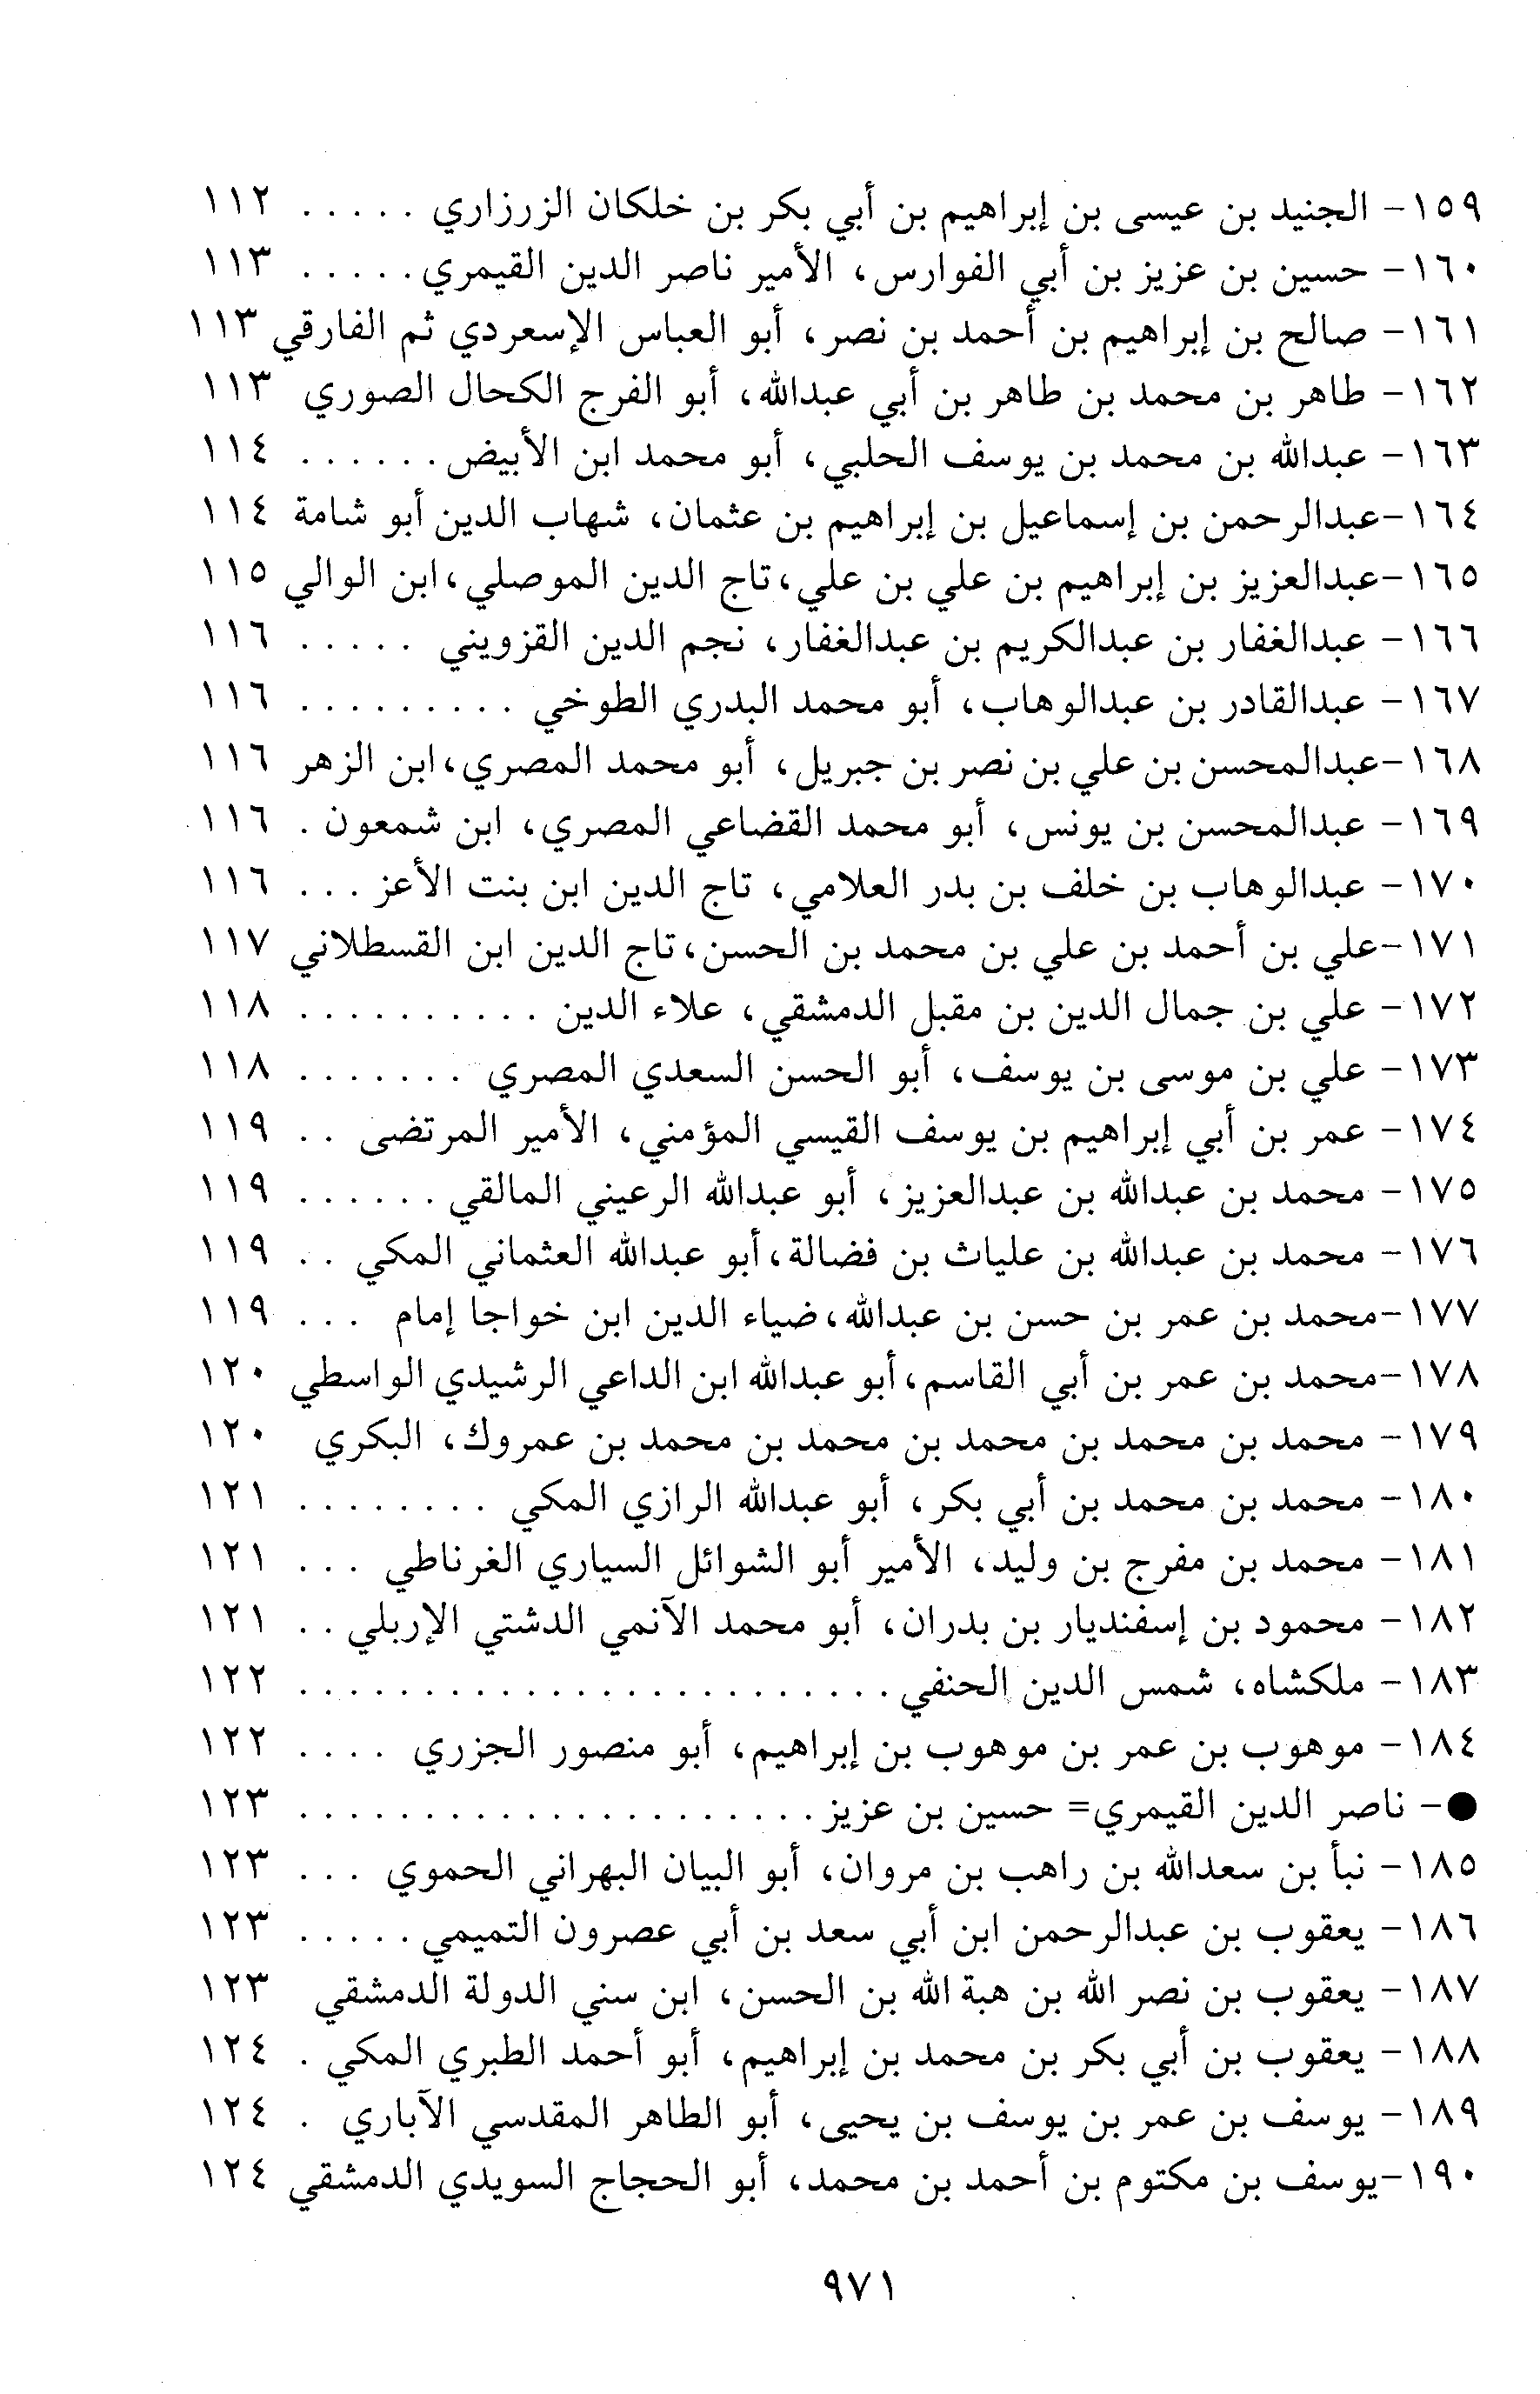 ١٥٩- الجنيد بن عيسى بن إبراهيم بن أبي بكر بن خلكان الزرزاري . . . . . ١١٢
١٦٠- حسين بن عزيز بن أبي الفوارس، الأمير ناصر الدين القيمري . . . . . ١١٣
١٦١- صالح بن إبراهيم بن أحمد بن نصر، أبو العباس الإسعردي ثم الفارقي ١١٣
١٦٢- طاهر بن محمد بن طاهر بن أبي عبدالله، أبو الفرج الكحال الصوري ١١٣
١٦٣- عبدالله بن محمد بن يوسف الحلبي، أبو محمد ابن الأبيض . . . . . . ١١٤
١٦٤-عبدالرحمن بن إسماعيل بن إبراهيم بن عثمان، شهاب الدين أبو شامة ١١٤
١٦٥-عبدالعزيز بن إبراهيم بن علي بن علي،تاج الدين الموصلي،ابن الوالي ١١٥
١٦٦- عبدالغفار بن عبدالكريم بن عبدالغفار، نجم الدين القزويني . . . . . ١١٦
١٦٧- عبدالقادر بن عبدالوهاب، أبو محمد البدري الطوخي . . . . . . . . . ١١٦
١٦٨-عبدالمحسن بن علي بن نصر بن جبريل، أبو محمد المصري،ابن الزهر ١١٦
١٦٩- عبدالمحسن بن يونس، أبو محمد القضاعي المصري، ابن شمعون . ١١٦
١٧٠- عبدالوهاب بن خلف بن بدر العلامي، تاج الدين ابن بنت الأعز . . . ١١٦
١٧١-علي بن أحمد بن علي بن محمد بن الحسن،تاج الدين ابن القسطلاني ١١٧
١٧٢- علي بن جمال الدين بن مقبل الدمشقي، علاء الدين . . . . . . . . . . ١١٨
١٧٣- علي بن موسى بن يوسف، أبو الحسن السعدي المصري . . . . . . . ١١٨
١٧٤- عمر بن أبي إبراهيم بن يوسف القيسي المؤمني، الأمير المرتضى . . ١١٩
١٧٥- محمد بن عبدالله بن عبدالعزيز، أبو عبدالله الرعيني المالقي . . . . . . ١١٩
١٧٦- محمد بن عبدالله بن علياث بن فضالة،أبو عبدالله العثماني المكي . . ١١٩
١٧٧-محمد بن عمر بن حسن بن عبدالله،ضياء الدين ابن خواجا إمام . . . ١١٩
١٧٨-محمد بن عمر بن أبي القاسم،أبو عبدالله ابن الداعي الرشيدي الواسطي ١٢٠
١٧٩- محمد بن محمد بن محمد بن محمد بن محمد بن عمروك، البكري ١٢٠
١٨٠- محمد بن محمد بن أبي بكر، أبو عبدالله الرازي المكي . . . . . . . . ١٢١
١٨١- محمد بن مفرج بن وليد، الأمير أبو الشوائل السياري الغرناطي . . . ١٢١
١٨٢- محمود بن إسفنديار بن بدران، أبو محمد الآنمي الدشتي الإربلي . . ١٢١
١٨٣- ملكشاه، شمس الدين الحنفي . . . . . . . . . . . . . . . . . . . . . . . . ١٢٢
١٨٤- موهوب بن عمر بن موهوب بن إبراهيم، أبو منصور الجزري . . . . ١٢٢
●- ناصر الدين القيمري= حسين بن عزيز . . . . . . . . . . . . . . . . . . . . . ١٢٣
١٨٥- نبأ بن سعدالله بن راهب بن مروان، أبو البيان البهراني الحموي . . . ١٢٣
١٨٦- يعقوب بن عبدالرحمن ابن أبي سعد بن أبي عصرون التميمي . . . . . ١٢٣
١٨٧- يعقوب بن نصر الله بن هبة الله بن الحسن، ابن سني الدولة الدمشقي ١٢٣
١٨٨- يعقوب بن أبي بكر بن محمد بن إبراهيم، أبو أحمد الطبري المكي . ١٢٤
١٨٩- يوسف بن عمر بن يوسف بن يحيى، أبو الطاهر المقدسي الآباري . ١٢٤
١٩٠-يوسف بن مكتوم بن أحمد بن محمد، أبو الحجاج السويدي الدمشقي ١٢٤
٩٧١